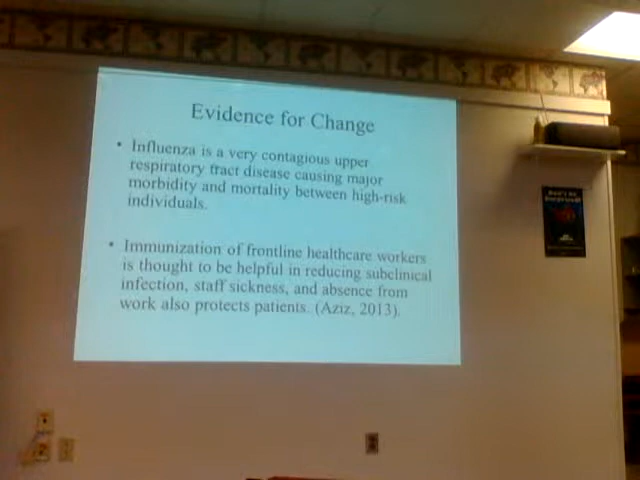 Evidence for Change
• Influenza is a very contagious upper
respiratory tract disease causing major
morbidity and mortality between high-risk
individuals.
• Immunization of frontline healthcare workers
is thought to be helpful in reducing subclinical
infection, staff sickness, and absence from
work also protects patients. (Aziz, 2013).